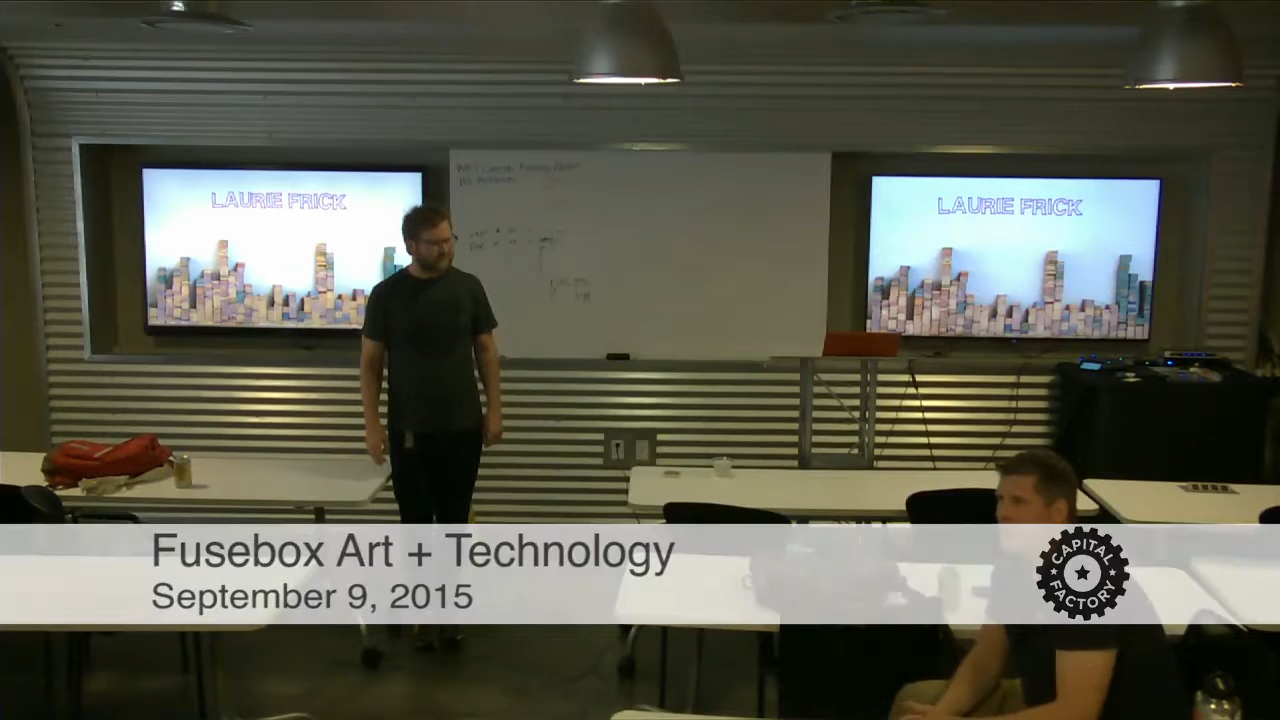 LAURIE FRICK
LAURIE FRICK
Fusebox Art + Technology
September 9, 2015
CAPITAL
FACTORY